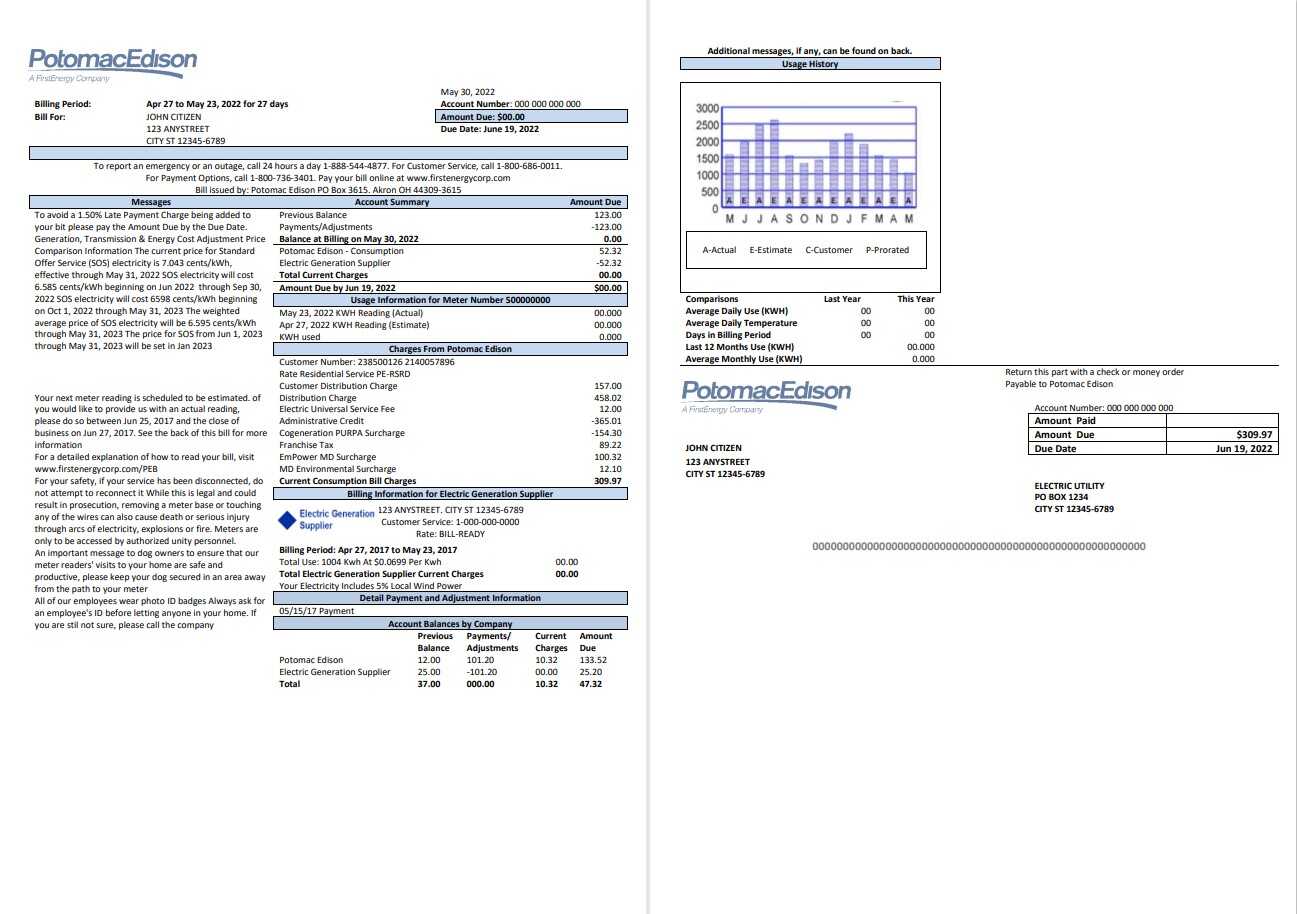 PotomacEdison
A FirstEnergy Company
May 30, 2022
Billing Period: Apr 27 to May 23, 2022 for 27 days
Account Number: 000 000 000 000
Bill For: JOHN CITIZEN
Amount Due: $00.00
123 ANYSTREET
Due Date: June 19, 2022
CITY ST 12345-6789
To report an emergency or an outage, call 24 hours a day 1-888-544-4877. For Customer Service, call 1-800-686-0011.
For Payment Options, call 1-800-736-3401. Pay your bill online at www.firstenergycorp.com
Bill issued by: Potomac Edison PO Box 3615. Akron OH 44309-3615
Messages
To avoid a 1.50% Late Payment Charge being added to
your bit please pay the Amount Due by the Due Date.
Generation, Transmission & Energy Cost Adjustment Price
Comparison Information The current price for Standard
Offer Service (SOS) electricity is 7.043 cents/kWh,
effective through May 31, 2022 SOS electricity will cost
6.585 cents/kWh beginning on Jun 2022 through Sep 30,
2022 SOS electricity will cost 6598 cents/kWh beginning
on Oct 1, 2022 through May 31, 2023 The weighted
average price of SOS electricity will be 6.595 cents/kWh
through May 31, 2023 The price for SOS from Jun 1, 2023
through May 31, 2023 will be set in Jan 2023
Your next meter reading is scheduled to be estimated. of
you would like to provide us with an actual reading,
please do so between Jun 25, 2017 and the close of
business on Jun 27, 2017. See the back of this bill for more
information
For a detailed explanation of how to read your bill, visit
www.firstenergycorp.com/PEB
For your safety, if your service has been disconnected, do
not attempt to reconnect it While this is legal and could
result in prosecution, removing a meter base or touching
any of the wires can also cause death or serious injury
through arcs of electricity, explosions or fire. Meters are
only to be accessed by authorized unity personnel.
An important message to dog owners to ensure that our
meter readers' visits to your home are safe and
productive, please keep your dog secured in an area away
from the path to your meter
All of our employees wear photo ID badges Always ask for
an employee's ID before letting anyone in your home. If
you are stil not sure, please call the company
Account Summary Amount Due
Previous Balance 123.00
Payments/Adjustments -123.00
Balance at Billing on May 30, 2022 0.00
Potomac Edison - Consumption 52.32
Electric Generation Supplier -52.32
Total Current Charges 00.00
Amount Due by Jun 19, 2022 $00.00
Usage Information for Meter Number S00000000
May 23, 2022 KWH Reading (Actual) 00.000
Apr 27, 2022 KWH Reading (Estimate) 00.000
KWH used 0.000
Charges From Potomac Edison
Customer Number: 238500126 2140057896
Rate Residential Service PE-RSRD
Customer Distribution Charge 157.00
Distribution Charge 458.02
Electric Universal Service Fee 12.00
Administrative Credit -365.01
Cogeneration PURPA Surcharge -154.30
Franchise Tax 89.22
EmPower MD Surcharge 100.32
MD Environmental Surcharge 12.10
Current Consumption Bill Charges 309.97
Billing Information for Electric Generation Supplier
Electric Generation
Supplier
123 ANYSTREET. CITY ST 12345-6789
Customer Service: 1-000-000-0000
Rate: BILL-READY
Billing Period: Apr 27, 2017 to May 23, 2017
Total Use: 1004 Kwh At $0.0699 Per Kwh 00.00
Total Electric Generation Supplier Current Charges 00.00
Your Electricity Includes 5% Local Wind Power
Detail Payment and Adjustment Information
05/15/17 Payment
Account Balances by Company
Previous Payments/ Current Amount
Balance Adjustments Charges Due
Potomac Edison 12.00 101.20 10.32 133.52
Electric Generation Supplier 25.00 -101.20 00.00 25.20
Total 37.00 000.00 10.32 47.32
Additional messages, if any, can be found on back.
Usage History
3000
2500
2000
1500
1000
500
0
A E A E A E A E A E A E A
M J J A S O N D J F M A M
A-Actual E-Estimate C-Customer P-Prorated
Comparisons Last Year This Year
Average Daily Use (KWH) 00 00
Average Daily Temperature 00 00
Days in Billing Period 00 00
Last 12 Months Use (KWH) 00.000
Average Monthly Use (KWH) 0.000
Return this part with a check or money order
Payable to Potomac Edison
PotomacEdison
A FirstEnergy Company
Account Number: 000 000 000 000
Amount Paid
Amount Due $309.97
Due Date Jun 19, 2022
JOHN CITIZEN
123 ANYSTREET
CITY ST 12345-6789
ELECTRIC UTILITY
PO BOX 1234
CITY ST 12345-6789
0000000000000000000000000000000000000000000000000000000